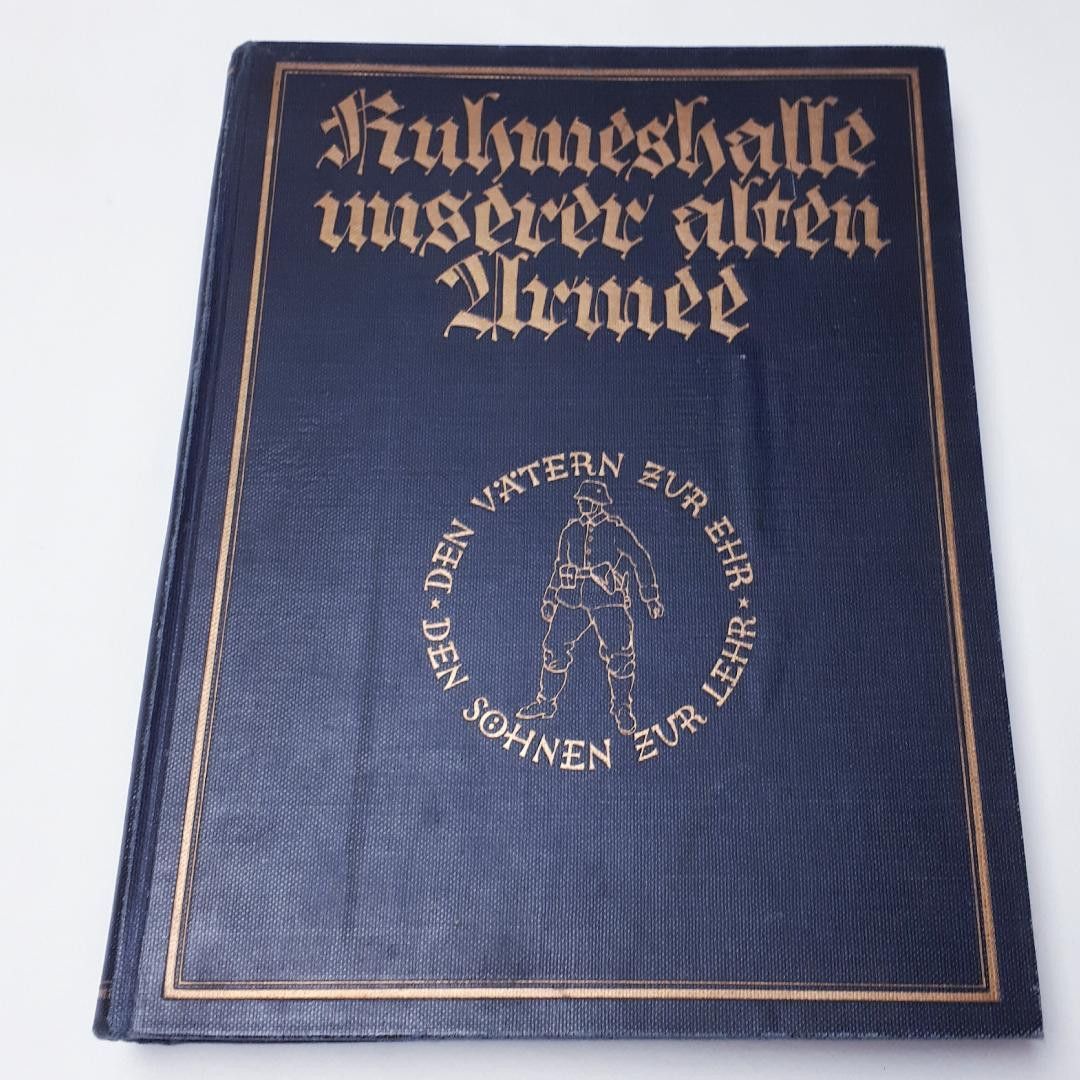 Ruhmeshalle
unserer alten
Armee
DEN VÄTERN ZUR EHR ★
DEN SÖHNEN ZUR LEHR ★